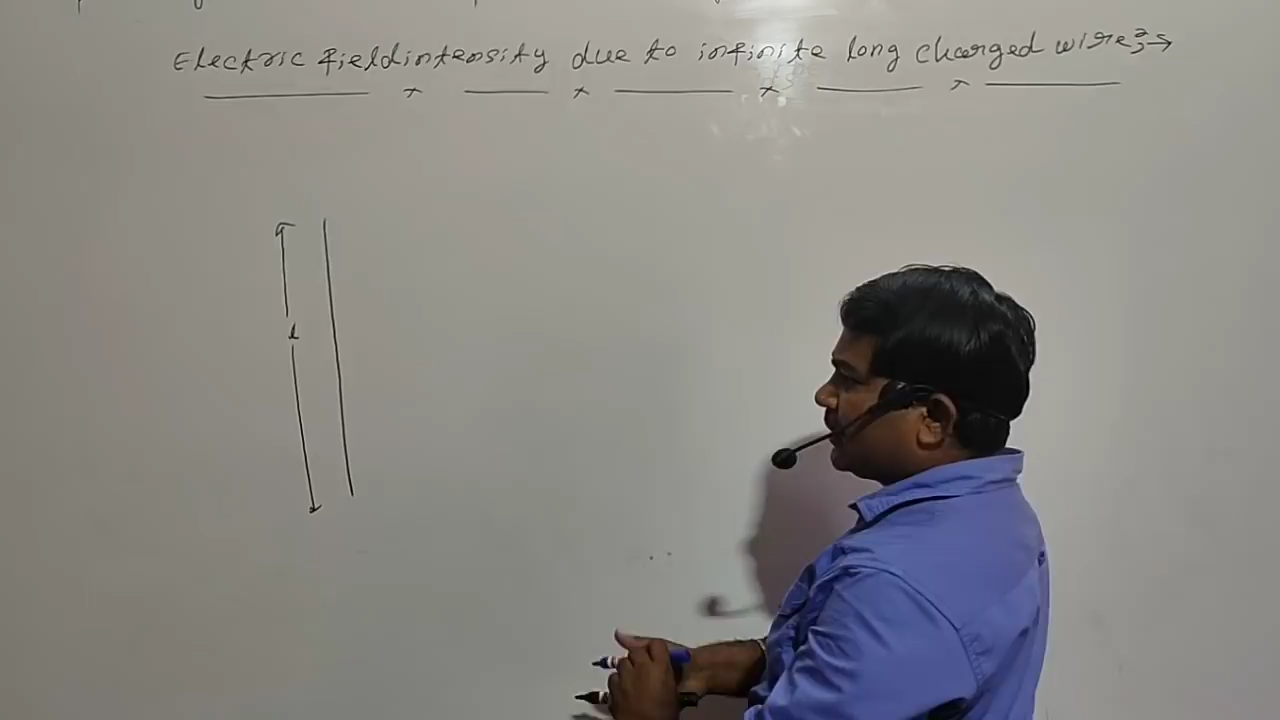 Electric field intensity due to infinite long charged wire:→
l